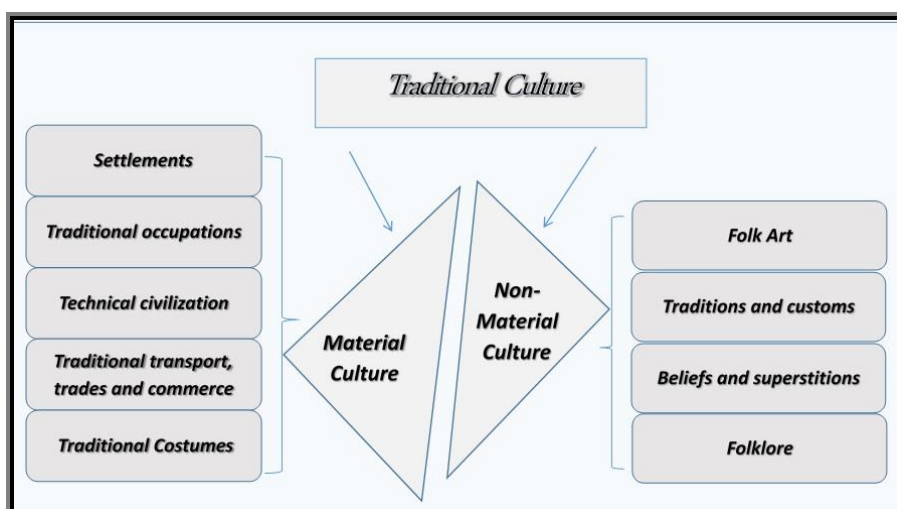 Traditional Culture
Settlements
Traditional occupations
Technical civilization
Traditional transport,
trades and commerce
Traditional Costumes
Material
Culture
Non-
Material
Culture
Folk Art
Traditions and customs
Beliefs and superstitions
Folklore